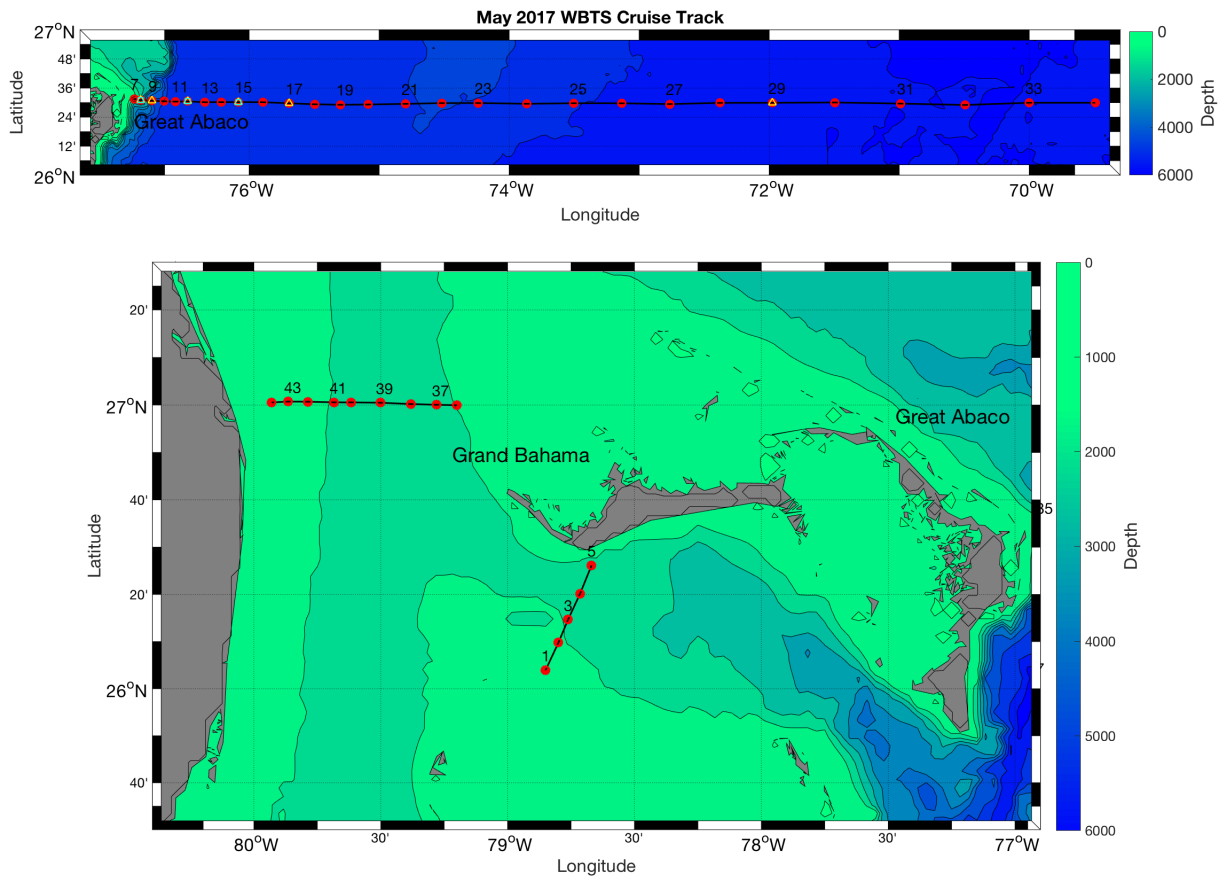 May 2017 WBTS Cruise Track
27°N
48'
36'
24'
12'
26°N
Latitude
7 9 11 13 15 17 19 21 23 25 27 29 31 33
Great Abaco
76°W 74°W 72°W 70°W
Longitude
0
2000
4000
6000
Depth
20'
27°N
40'
20'
26°N
40'
Latitude
43 41 39 37
Great Abaco
Grand Bahama
35
5
3
1
7
80°W 30' 79°W 30' 78°W 30' 77°W
Longitude
0
1000
2000
3000
4000
5000
6000
Depth